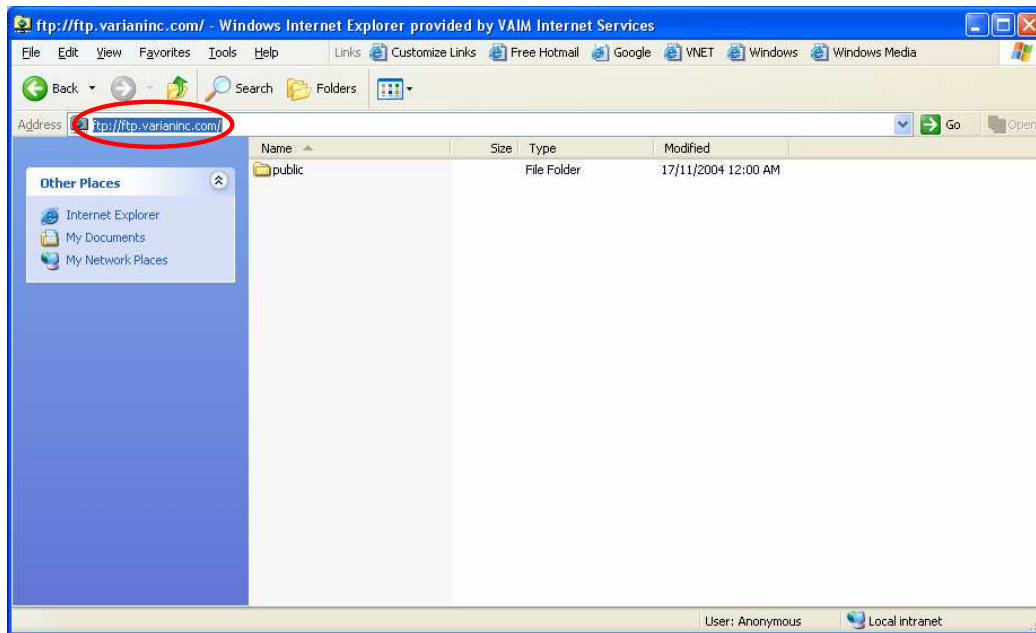 ftp://ftp.varianinc.com/ - Windows Internet Explorer provided by VAIM Internet Services
File Edit View Favorites Tools Help Links Customize Links Free Hotmail Google VNET Windows Windows Media
Back Search Folders
Address ftp://ftp.varianinc.com/ Go Open
Name Size Type Modified
public File Folder 17/11/2004 12:00 AM
Other Places
Internet Explorer
My Documents
My Network Places
User: Anonymous Local intranet